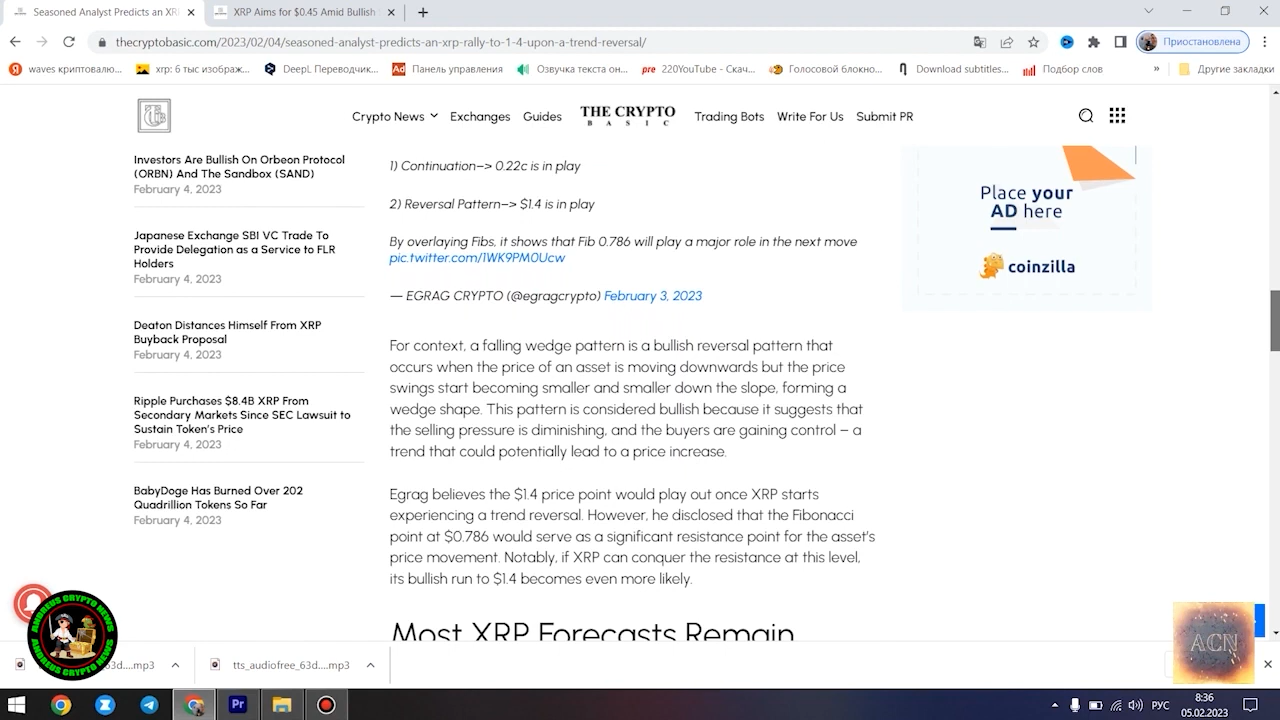 Seasoned Analyst Predicts an XRP
XRP Aims for $0.45 Amid Bullish
thecryptobasic.com/2023/02/04/seasoned-analyst-predicts-an-xrp-rally-to-1-4-upon-a-trend-reversal/
Приостановлена
waves криптовалю...
xrp: 6 тыс изображ...
DeepL Переводчик...
Панель управления
Озвучка текста он...
220YouTube - Скач...
Голосовой блокно...
Download subtitles...
Подбор слов
»
Другие закладки
Crypto News
Exchanges
Guides
THE CRYPTO
BASIC
Trading Bots
Write For Us
Submit PR
Investors Are Bullish On Orbeon Protocol
(ORBN) And The Sandbox (SAND)
February 4, 2023
Japanese Exchange SBI VC Trade To
Provide Delegation as a Service to FLR
Holders
February 4, 2023
Deaton Distances Himself From XRP
Buyback Proposal
February 4, 2023
Ripple Purchases $8.4B XRP From
Secondary Markets Since SEC Lawsuit to
Sustain Token's Price
February 4, 2023
BabyDoge Has Burned Over 202
Quadrillion Tokens So Far
February 4, 2023
1) Continuation–> 0.22c is in play
2) Reversal Pattern–> $1.4 is in play
By overlaying Fibs, it shows that Fib 0.786 will play a major role in the next move
pic.twitter.com/1WK9PM0Ucw
— EGRAG CRYPTO (@egragcrypto) February 3, 2023
For context, a falling wedge pattern is a bullish reversal pattern that
occurs when the price of an asset is moving downwards but the price
swings start becoming smaller and smaller down the slope, forming a
wedge shape. This pattern is considered bullish because it suggests that
the selling pressure is diminishing, and the buyers are gaining control – a
trend that could potentially lead to a price increase.
Egrag believes the $1.4 price point would play out once XRP starts
experiencing a trend reversal. However, he disclosed that the Fibonacci
point at $0.786 would serve as a significant resistance point for the asset's
price movement. Notably, if XRP can conquer the resistance at this level,
its bullish run to $1.4 becomes even more likely.
Most XRP Forecasts Remain
Place your
AD here
coinzilla
ANDREUS CRYPTO NEWS
ANDREUS CRYPTO NEWS
ACN
63d....mp3
tts_audiofree_63d....mp3
РУС
8:36
05.02.2023